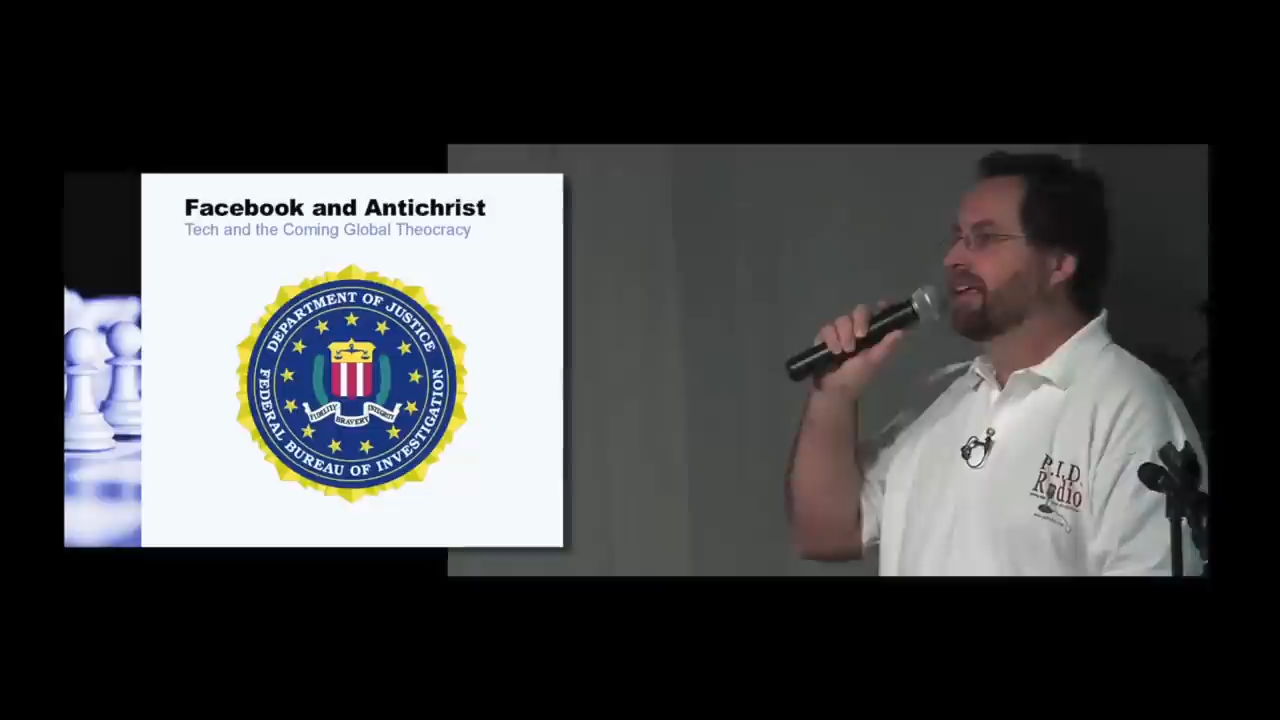 Facebook and Antichrist
Tech and the Coming Global Theocracy
DEPARTMENT OF JUSTICE
FIDELITY BRAVERY INTEGRITY
FEDERAL BUREAU OF INVESTIGATION
P.I.D.
Radio